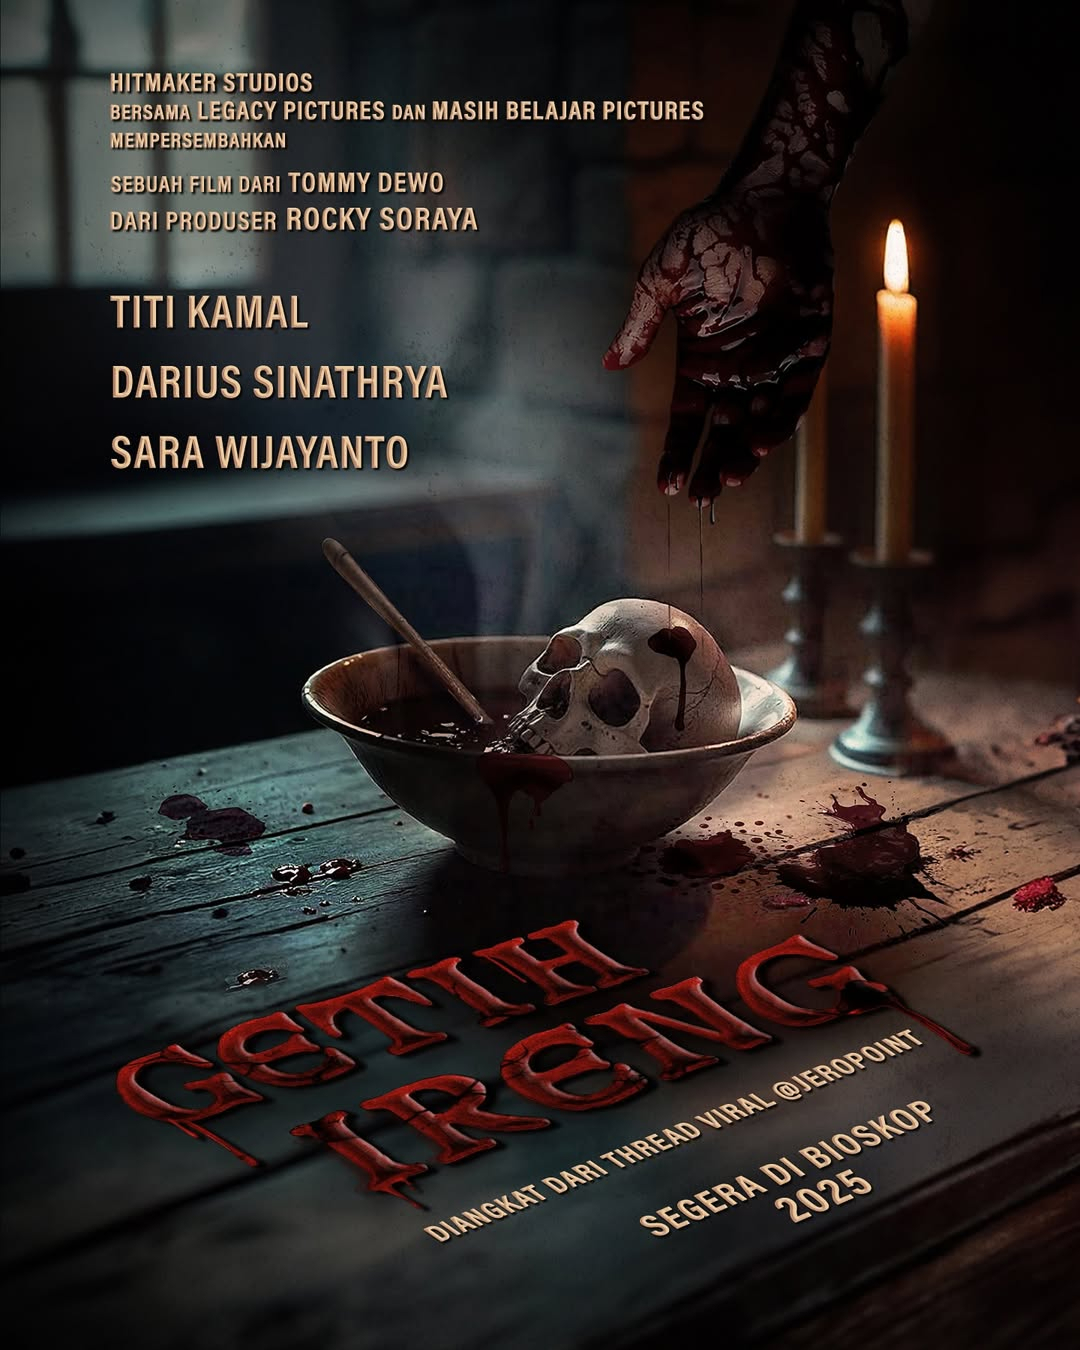 HITMAKER STUDIOS
BERSAMA LEGACY PICTURES DAN MASIH BELAJAR PICTURES
MEMPERSEMBAHKAN
SEBUAH FILM DARI TOMMY DEWO
DARI PRODUSER ROCKY SORAYA
TITI KAMAL
DARIUS SINATHRYA
SARA WIJAYANTO
GETIH
IRENG
DIANGKAT DARI THREAD VIRAL @JEROPOINT
SEGERA DI BIOSKOP
2025